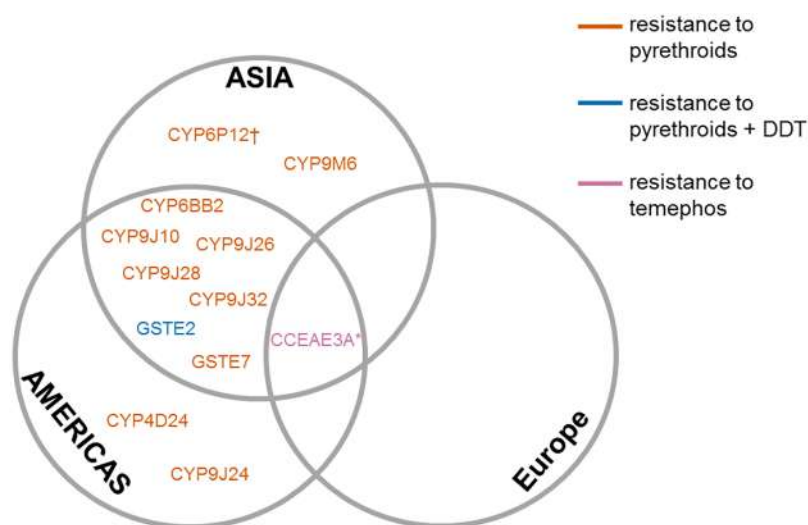 ASIA
CYP6P12†
CYP9M6
CYP6BB2
CYP9J10
CYP9J26
CYP9J28
CYP9J32
GSTE2
CCEAE3A*
GSTE7
AMERICAS
CYP4D24
CYP9J24
Europe
resistance to
pyrethroids
resistance to
pyrethroids + DDT
resistance to
temephos